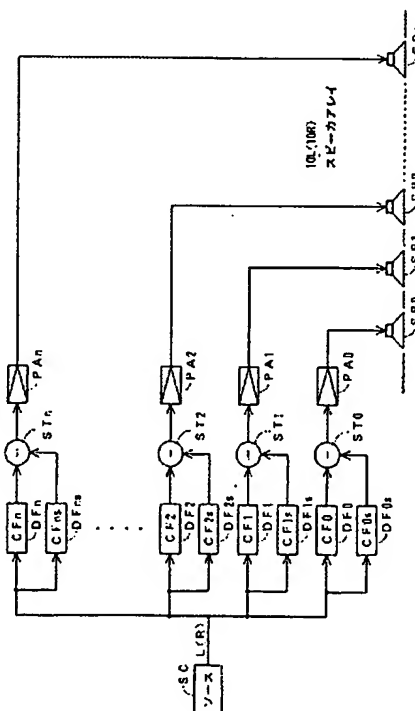 CFn
DFn
CFns
DFns
STn
PAn
10L(10R)
スピーカアレイ
CF2
DF2
CF2s
DF2s
ST2
PA2
CF1
DF1
CF1s
DF1s
ST1
PA1
CF0
DF0
CF0s
DF0s
ST0
PA0
SC
ソース
L(R)